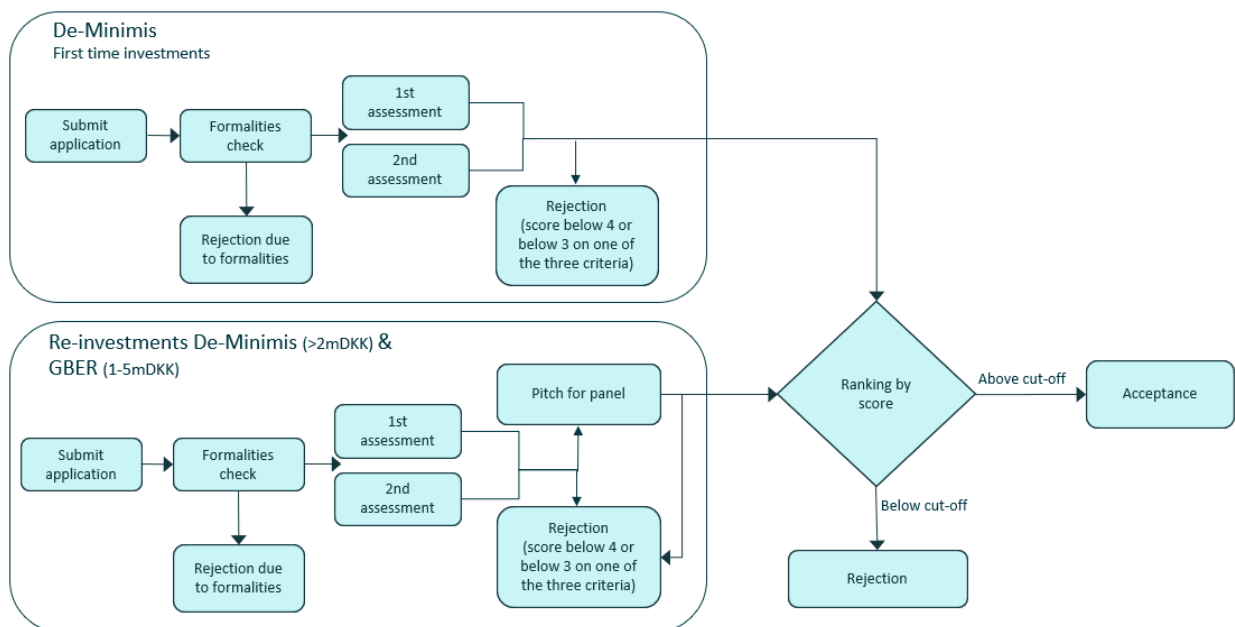 De-Minimis
First time investments
Submit
application
Formalities
check
1st
assessment
2nd
assessment
Rejection due
to formalities
Rejection
(score below 4 or
below 3 on one of
the three criteria)
Re-investments De-Minimis (>2mDKK) &
GBER (1-5mDKK)
Submit
application
Formalities
check
1st
assessment
2nd
assessment
Rejection due
to formalities
Pitch for panel
Rejection
(score below 4 or
below 3 on one of
the three criteria)
Ranking by
score
Above cut-off
Acceptance
Below cut-off
Rejection